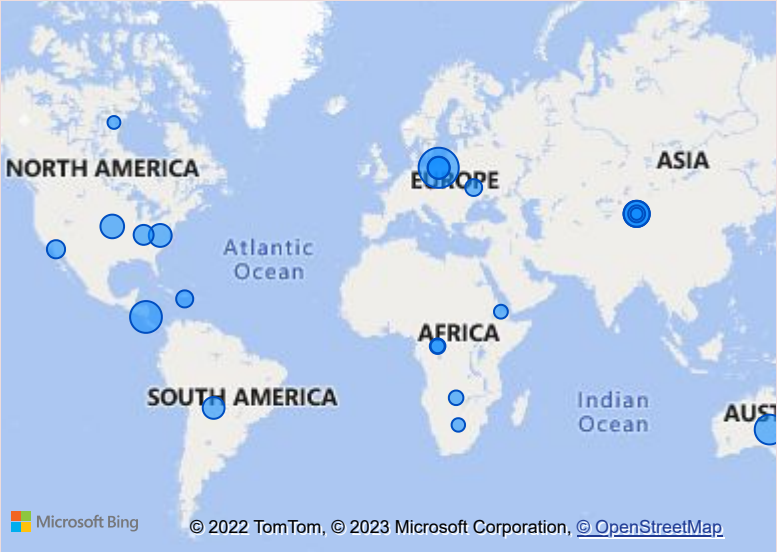 NORTH AMERICA
EUROPE
ASIA
Atlantic
Ocean
AFRICA
SOUTH AMERICA
Indian
Ocean
AUST
Microsoft Bing
© 2022 TomTom, © 2023 Microsoft Corporation, © OpenStreetMap